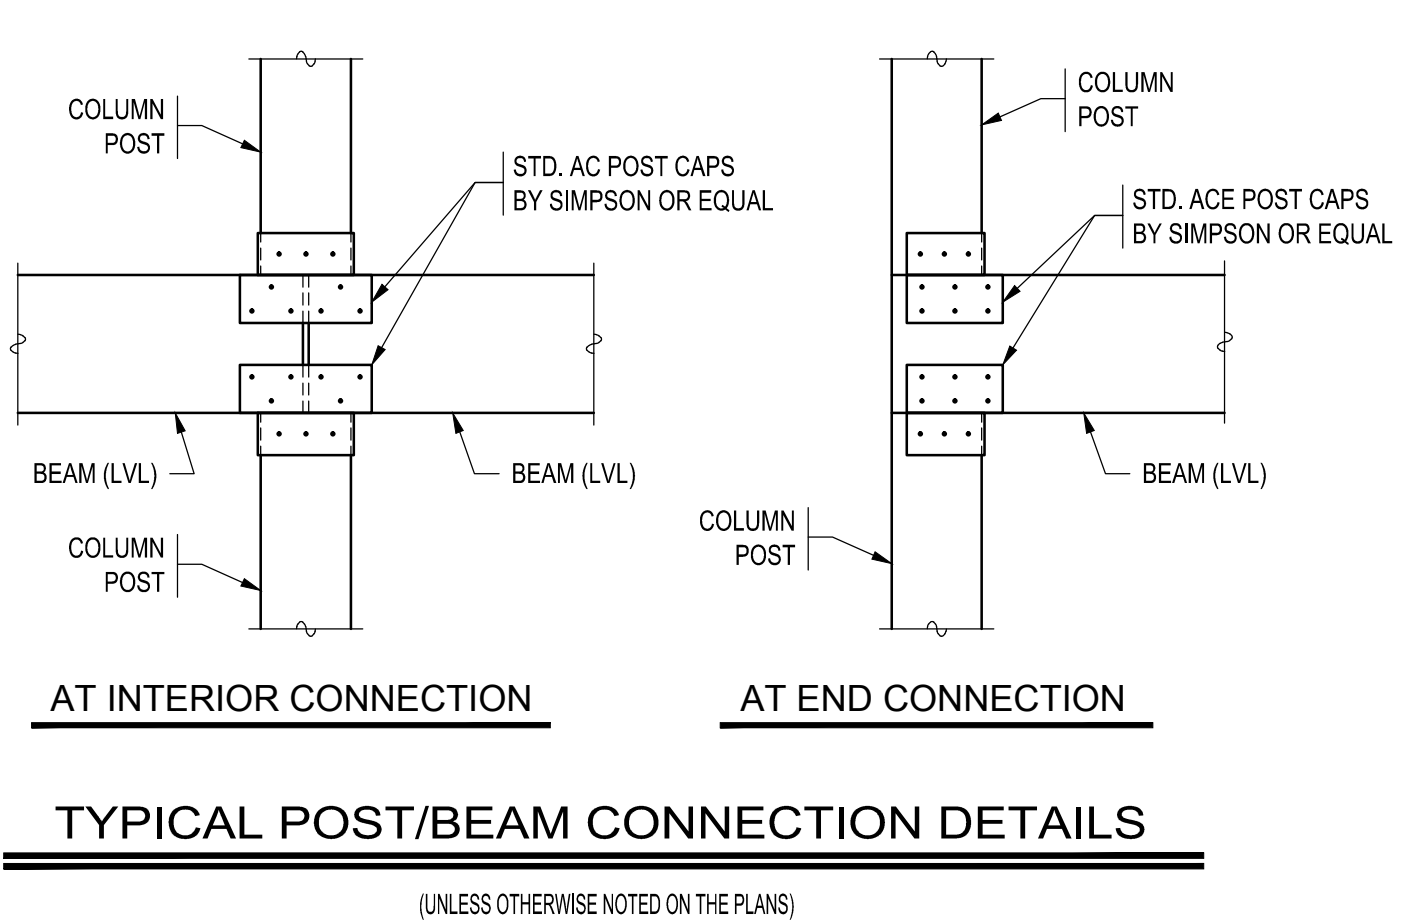 COLUMN
POST
STD. AC POST CAPS
BY SIMPSON OR EQUAL
BEAM (LVL)
BEAM (LVL)
COLUMN
POST
AT INTERIOR CONNECTION
COLUMN
POST
STD. ACE POST CAPS
BY SIMPSON OR EQUAL
BEAM (LVL)
COLUMN
POST
AT END CONNECTION
TYPICAL POST/BEAM CONNECTION DETAILS
(UNLESS OTHERWISE NOTED ON THE PLANS)